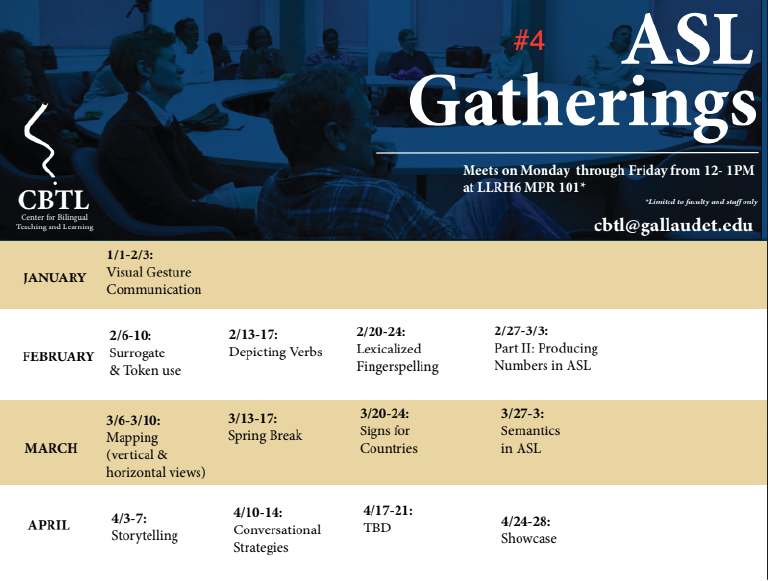 #4
ASL
Gatherings
Meets on Monday through Friday from 12- 1PM
at LLRH6 MPR 101*
*Limited to faculty and staff only
cbtl@gallaudet.edu
CBTL
Center for Bilingual
Teaching and Learning
JANUARY
1/1-2/3:
Visual Gesture
Communication
FEBRUARY
2/6-10:
Surrogate
& Token use
2/13-17:
Depicting Verbs
2/20-24:
Lexicalized
Fingerspelling
2/27-3/3:
Part II: Producing
Numbers in ASL
MARCH
3/6-3/10:
Mapping
(vertical &
horizontal views)
3/13-17:
Spring Break
3/20-24:
Signs for
Countries
3/27-3:
Semantics
in ASL
APRIL
4/3-7:
Storytelling
4/10-14:
Conversational
Strategies
4/17-21:
TBD
4/24-28:
Showcase